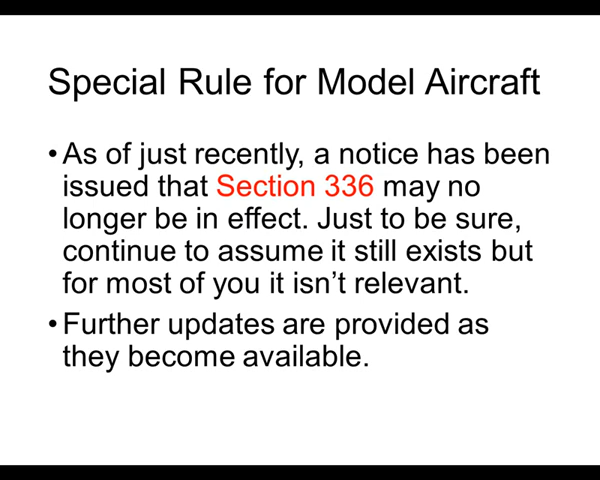 Special Rule for Model Aircraft
• As of just recently, a notice has been
issued that Section 336 may no
longer be in effect. Just to be sure,
continue to assume it still exists but
for most of you it isn’t relevant.
• Further updates are provided as
they become available.